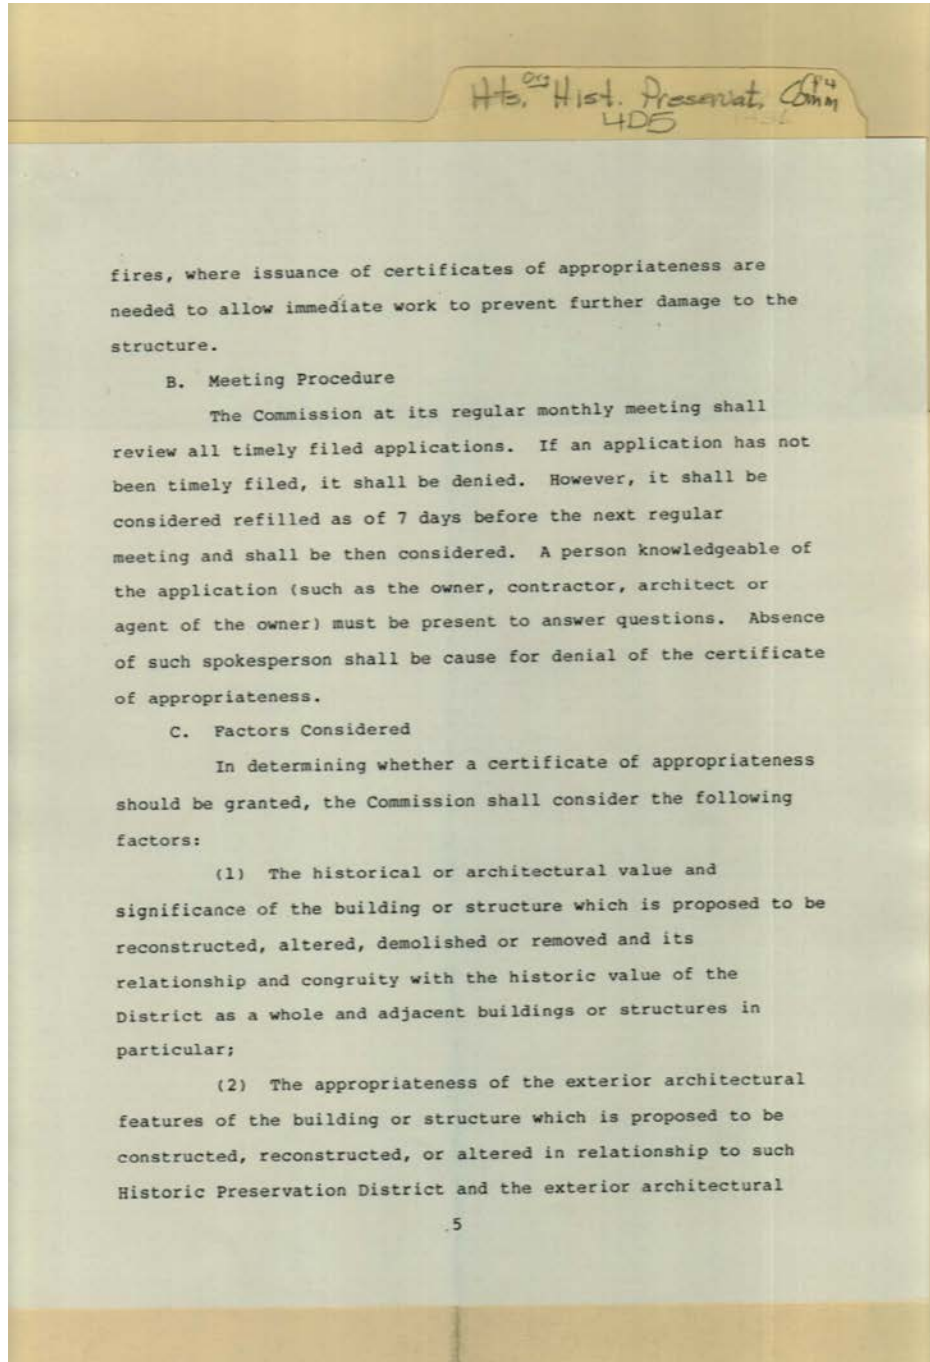 Hts. Org Hist. Preservat. Comm
4D5
fires, where issuance of certificates of appropriateness are
needed to allow immediate work to prevent further damage to the
structure.
B. Meeting Procedure
The Commission at its regular monthly meeting shall
review all timely filed applications. If an application has not
been timely filed, it shall be denied. However, it shall be
considered refilled as of 7 days before the next regular
meeting and shall be then considered. A person knowledgeable of
the application (such as the owner, contractor, architect or
agent of the owner) must be present to answer questions. Absence
of such spokesperson shall be cause for denial of the certificate
of appropriateness.
C. Factors Considered
In determining whether a certificate of appropriateness
should be granted, the Commission shall consider the following
factors:
(1) The historical or architectural value and
significance of the building or structure which is proposed to be
reconstructed, altered, demolished or removed and its
relationship and congruity with the historic value of the
District as a whole and adjacent buildings or structures in
particular;
(2) The appropriateness of the exterior architectural
features of the building or structure which is proposed to be
constructed, reconstructed, or altered in relationship to such
Historic Preservation District and the exterior architectural
5